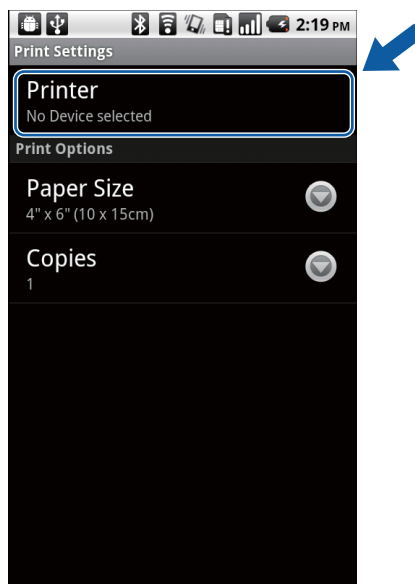 2:19 PM
Print Settings
Printer
No Device selected
Print Options
Paper Size
4" x 6" (10 x 15cm)
Copies
1